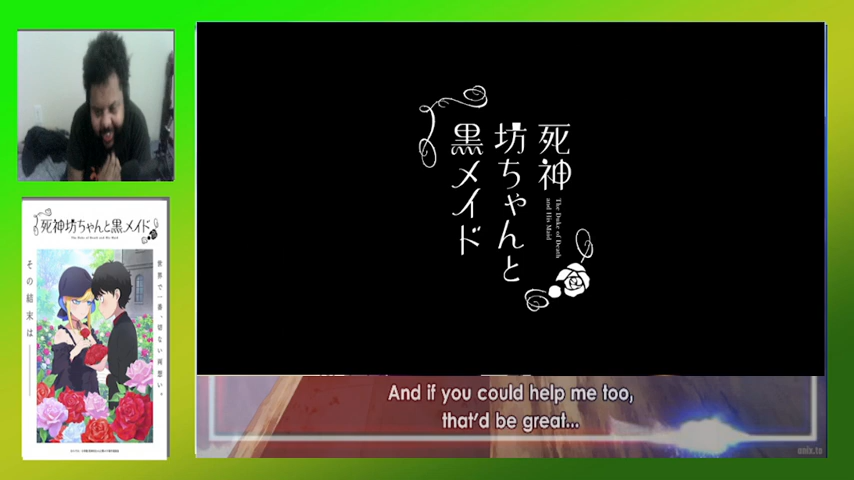 死神
坊ちゃんと
黒メイド
The Duke of Death
and His Maid
死神坊ちゃんと黒メイド
The Duke of Death and His Maid
世界で一番、切ない両想い。
その結末は
And if you could help me too,
that'd be great...
anix.to